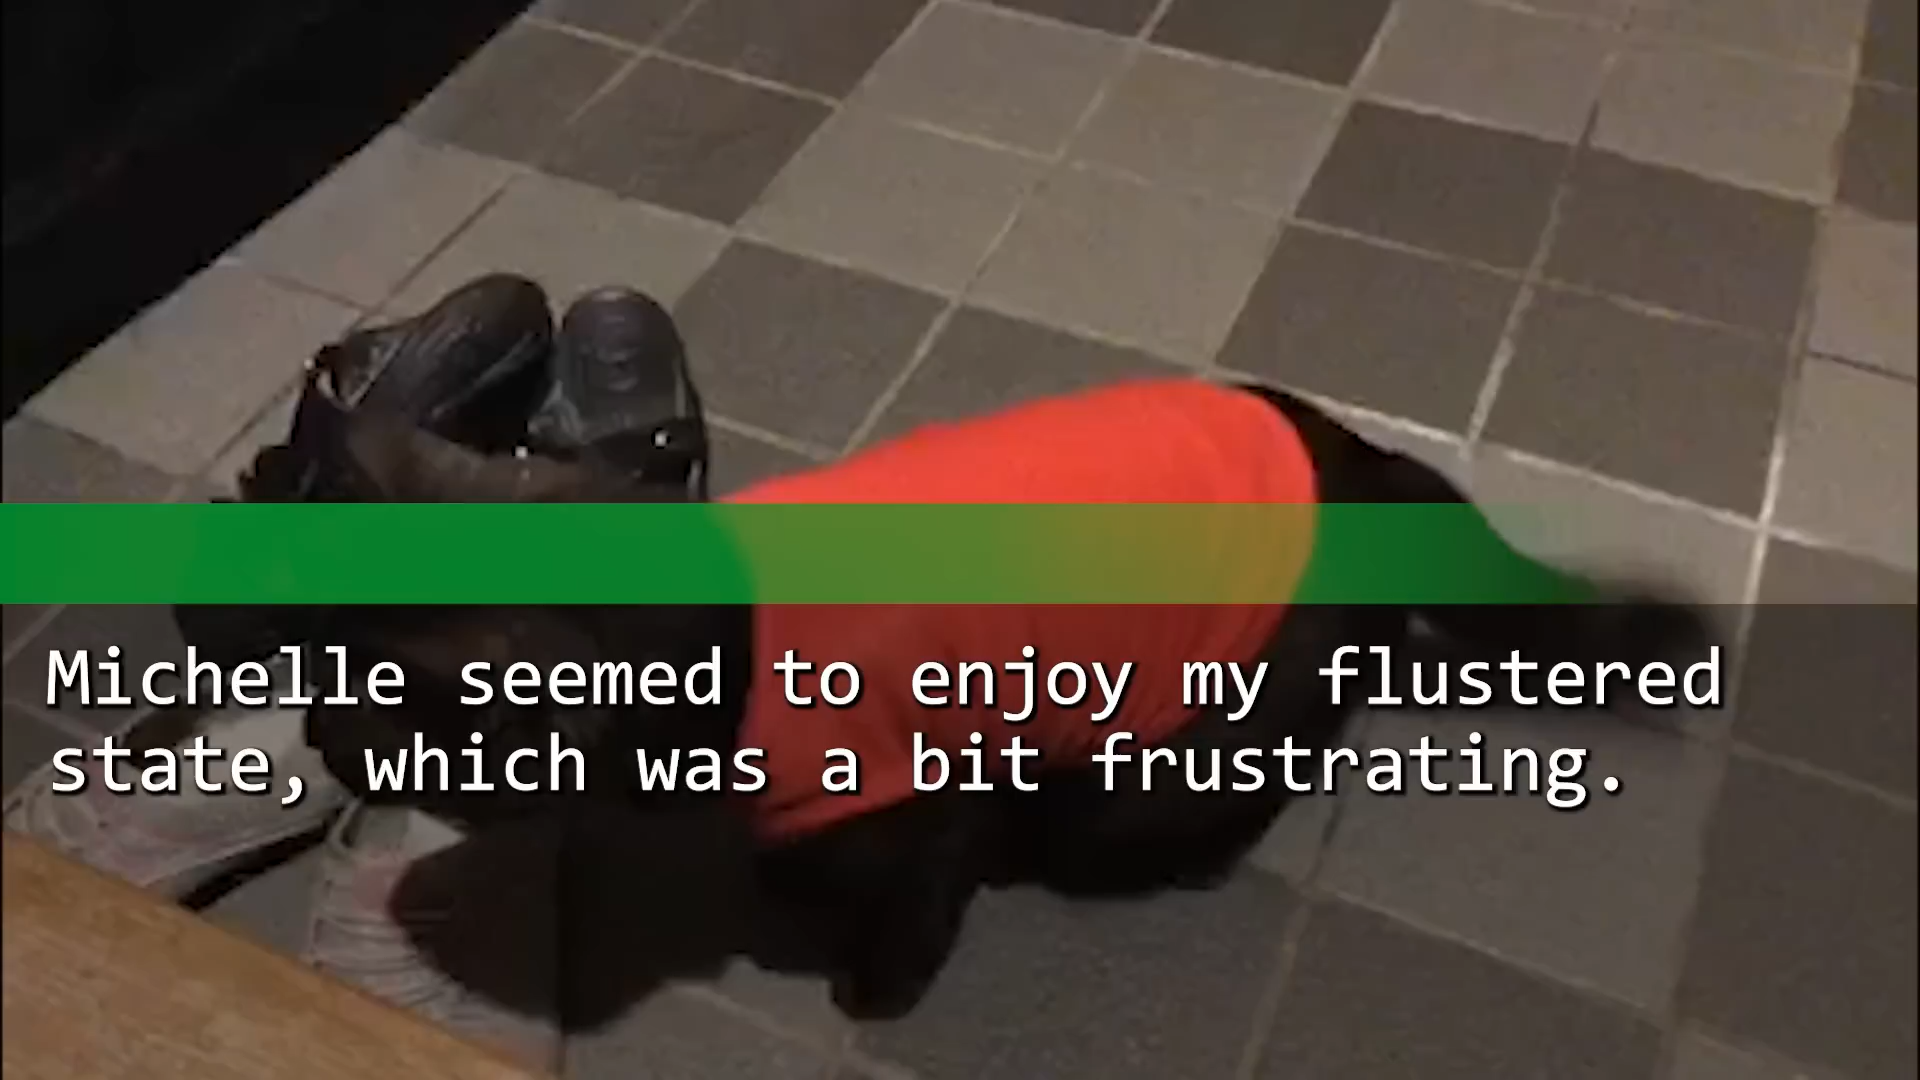 Michelle seemed to enjoy my flustered
state, which was a bit frustrating.